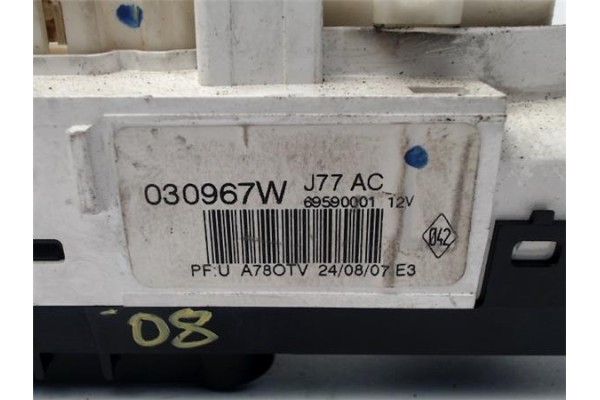 030967W J77 AC
69590001 12V
042
PF:U A78OTV 24/08/07 E3
08